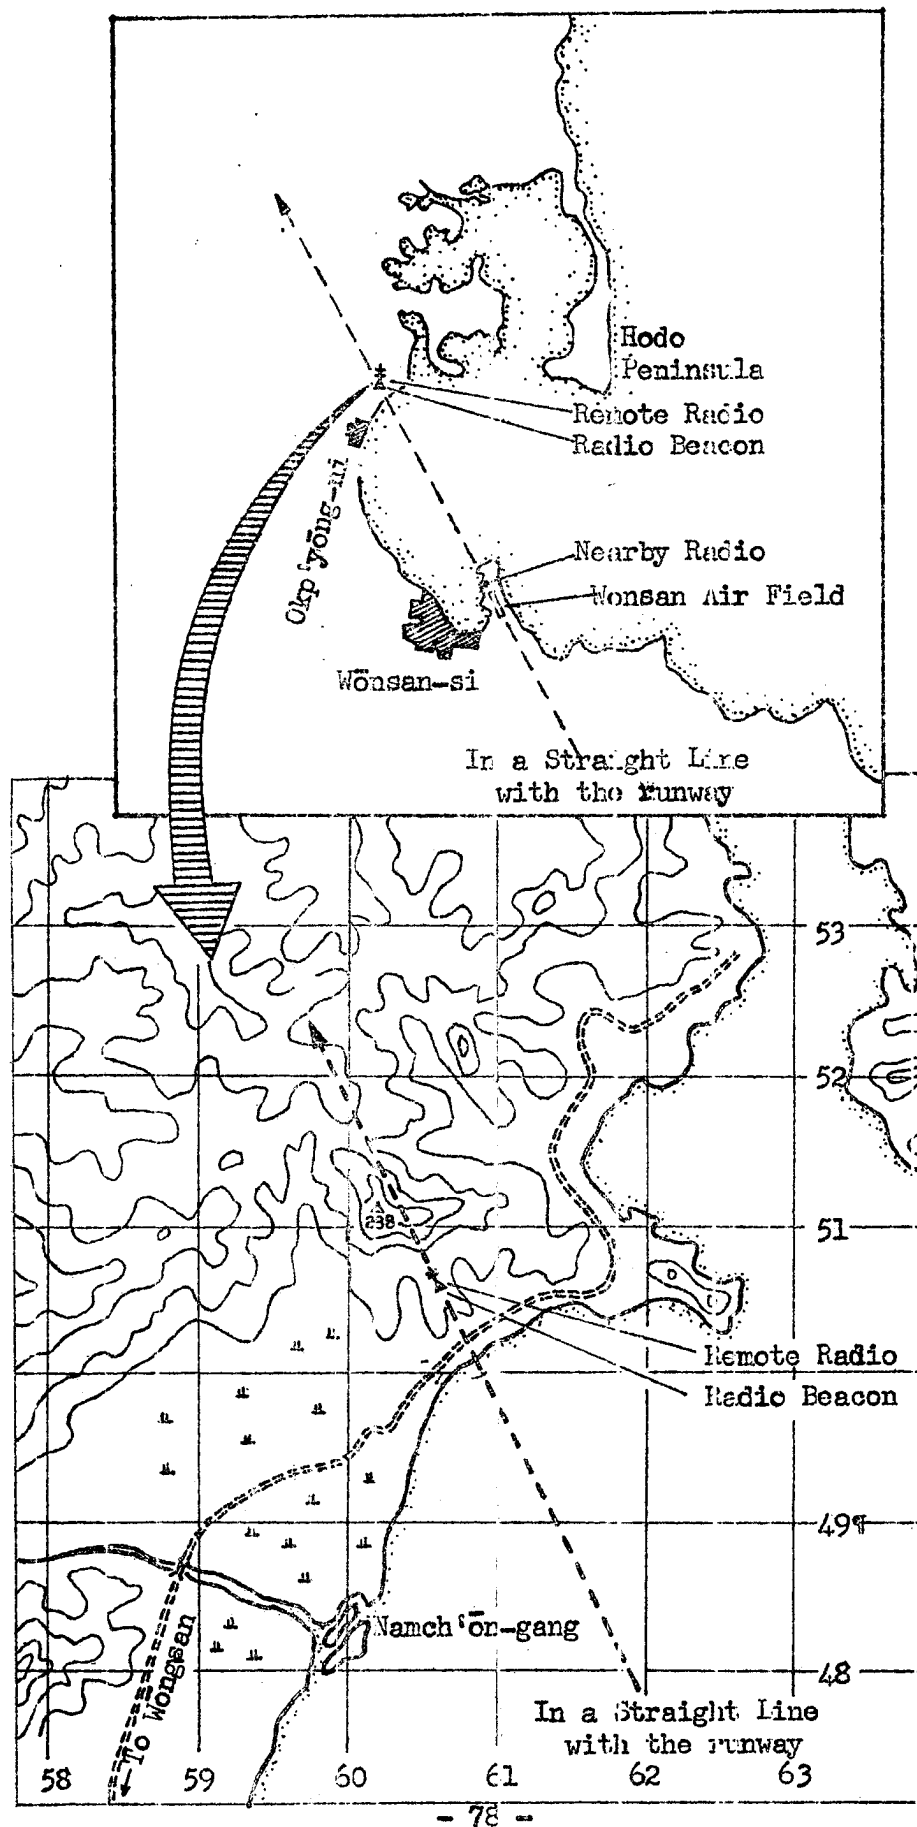 Hodo
Peninsula
Remote Radio
Radio Beacon
Okp‘yŏng-ni
Nearby Radio
Wonsan Air Field
Wŏnsan-si
In a Straight Line
with the runway
53
52
238
51
Remote Radio
Radio Beacon
49
Namch‘ŏn-gang
48
To Wongsan
In a Straight Line
with the runway
58 59 60 61 62 63
- 78 -